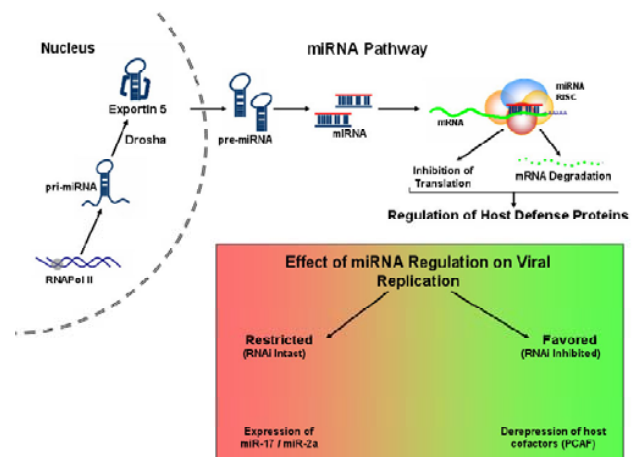 Nucleus
miRNA Pathway
Exportin 5
Drosha
pri-miRNA
RNAPol II
pre-miRNA
miRNA
mRNA
miRNA
RISC
Inhibition of
Translation
mRNA Degradation
Regulation of Host Defense Proteins
Effect of miRNA Regulation on Viral
Replication
Restricted
(RNAi Intact)
Favored
(RNAi Inhibited)
Expression of
miR-17 / miR-2a
Derepression of host
cofactors (PCAF)